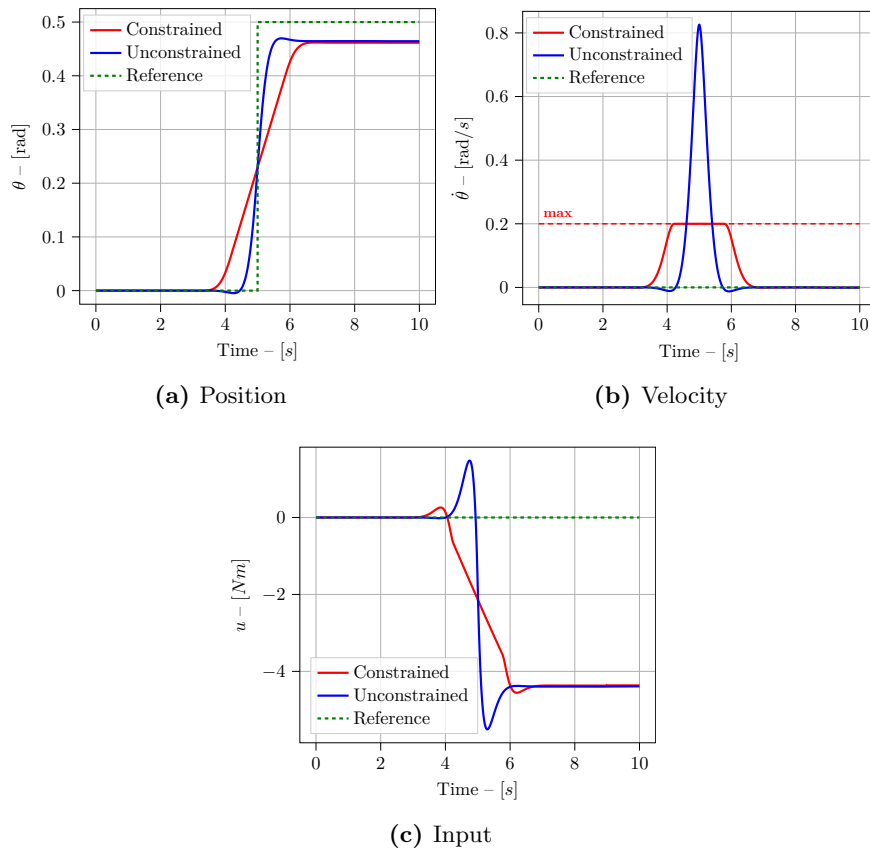 0.5
0.4
0.3
0.2
0.1
0
θ – [rad]
Constrained
Unconstrained
Reference
0 2 4 6 8 10
Time – [s]
(a) Position
0.8
0.6
0.4
0.2
0
θ̇ – [rad/s]
Constrained
Unconstrained
Reference
max
0 2 4 6 8 10
Time – [s]
(b) Velocity
0
−2
−4
u – [Nm]
Constrained
Unconstrained
Reference
0 2 4 6 8 10
Time – [s]
(c) Input